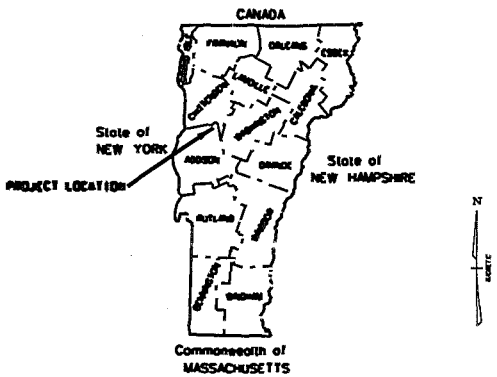 CANADA
FRANKLIN
ORLEANS
ESSEX
LAMOILLE
CHITTENDEN
CALEDONIA
WASHINGTON
State of
NEW YORK
ADDISON
ORANGE
State of
NEW HAMPSHIRE
PROJECT LOCATION
RUTLAND
WINDSOR
N
BENNINGTON
WINDHAM
Commonwealth of
MASSACHUSETTS